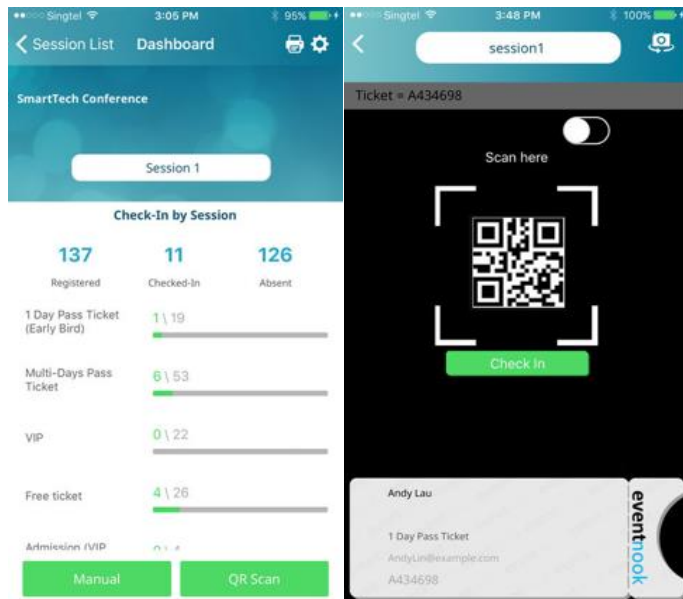 Singtel 3:05 PM 95%
Session List Dashboard
SmartTech Conference
Session 1
Check-In by Session
137 11 126
Registered Checked-In Absent
1 Day Pass Ticket
(Early Bird)
1 \ 19
Multi-Days Pass
Ticket
6 \ 53
VIP
0 \ 22
Free ticket
4 \ 26
Admission (VIP
Manual QR Scan
Singtel 3:48 PM 100%
session1
Ticket = A434698
Scan here
Check In
Andy Lau
1 Day Pass Ticket
AndyLin@example.com
A434698
eventnook